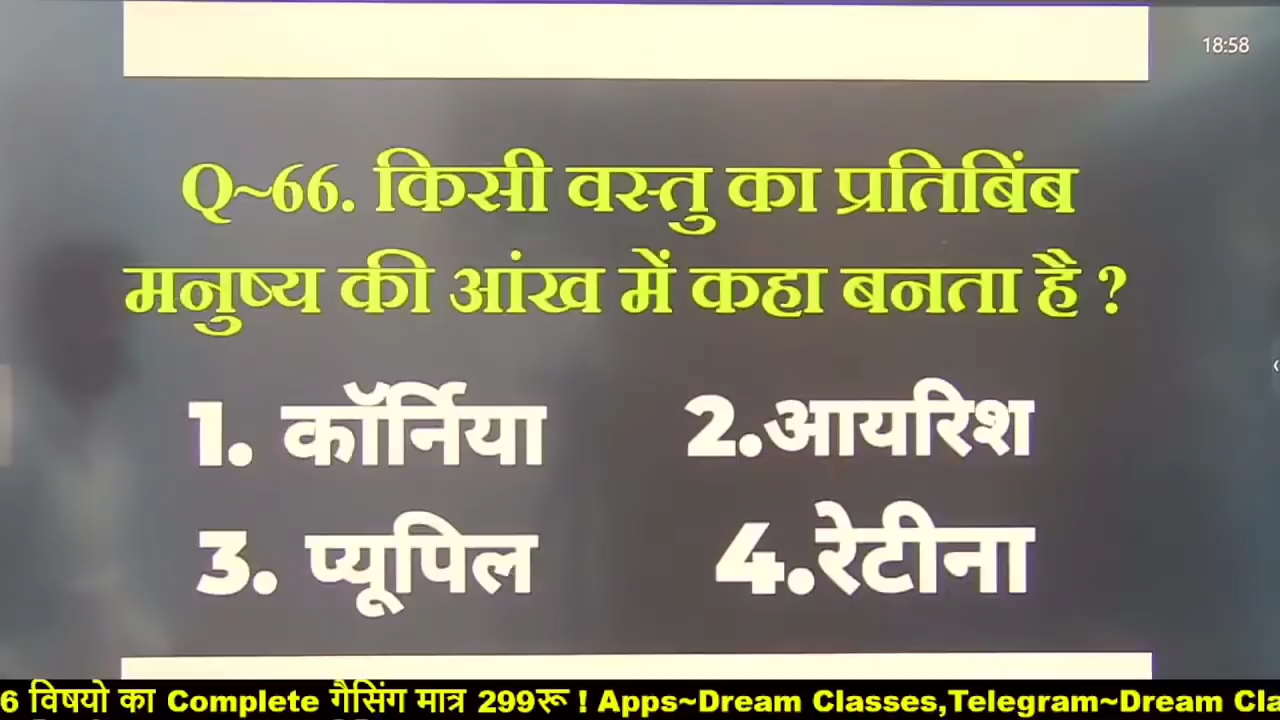 18:58
Q~66. किसी वस्तु का प्रतिबिंब
मनुष्य की आंख में कहा बनता है ?
1. कॉर्निया
2.आयरिश
3. प्यूपिल
4.रेटीना
6 विषयो का Complete गैसिंग मात्र 299रू ! Apps~Dream Classes,Telegram~Dream Cla